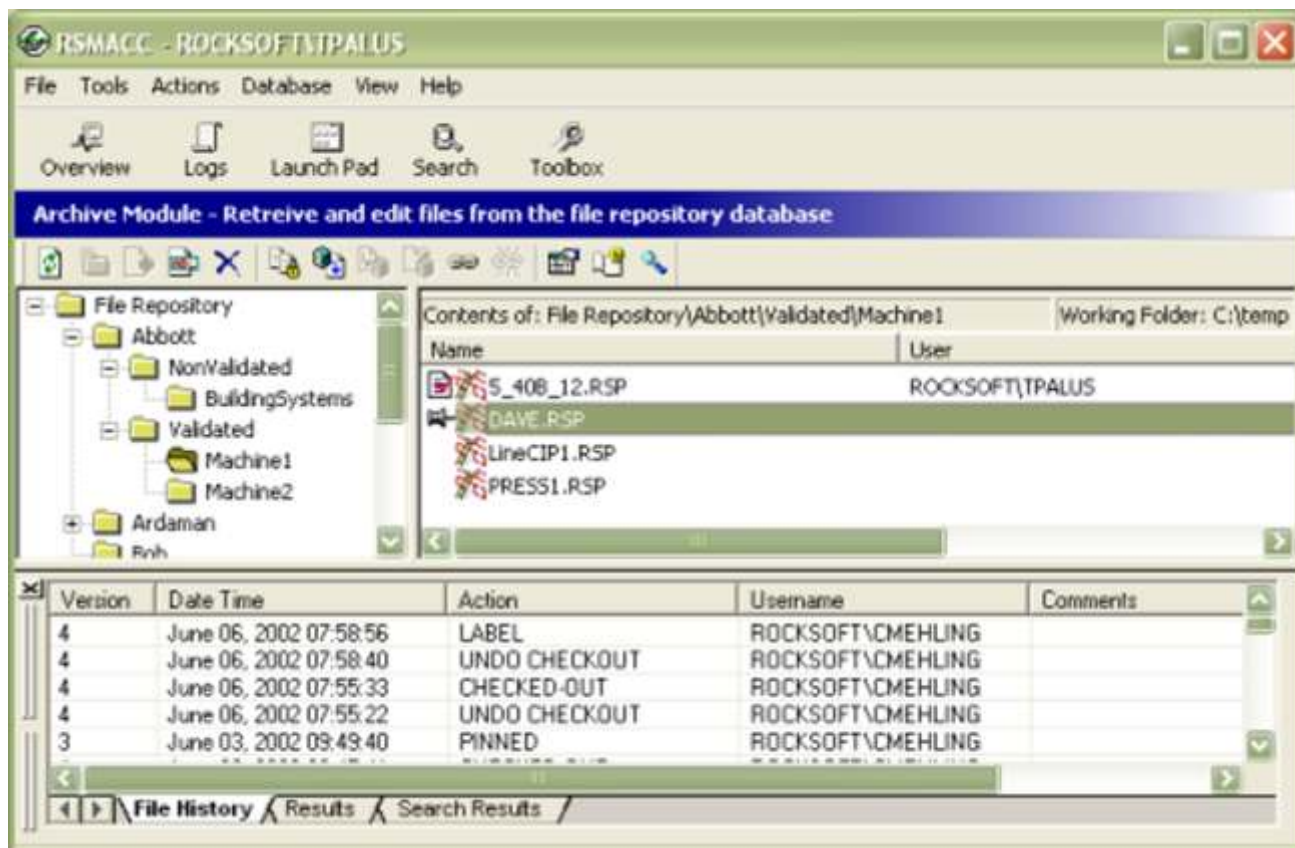 RSMACC - ROCKSOFT\TPALUS
File Tools Actions Database View Help
Overview Logs Launch Pad Search Toolbox
Archive Module - Retreive and edit files from the file repository database
File Repository
Abbott
NonValidated
BuildingSystems
Validated
Machine1
Machine2
Ardaman
Bob
Contents of: File Repository\Abbott\Validated\Machine1 Working Folder: C:\temp
Name User
5_40B_12.RSP ROCKSOFT\TPALUS
DAVE.RSP
LineCIP1.RSP
PRESS1.RSP
Version Date Time Action Username Comments
4 June 06, 2002 07:58:56 LABEL ROCKSOFT\CMEHLING
4 June 06, 2002 07:58:40 UNDO CHECKOUT ROCKSOFT\CMEHLING
4 June 06, 2002 07:55:33 CHECKED-OUT ROCKSOFT\CMEHLING
4 June 06, 2002 07:55:22 UNDO CHECKOUT ROCKSOFT\CMEHLING
3 June 03, 2002 09:49:40 PINNED ROCKSOFT\CMEHLING
File History Results Search Results